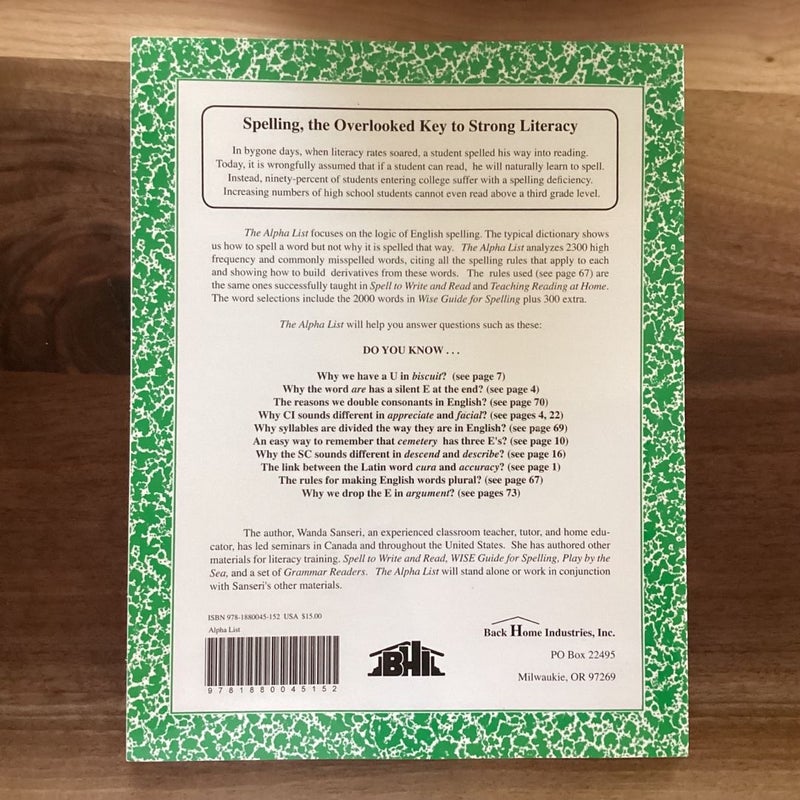 Spelling, the Overlooked Key to Strong Literacy
In bygone days, when literacy rates soared, a student spelled his way into reading.
Today, it is wrongfully assumed that if a student can read, he will naturally learn to spell.
Instead, ninety-percent of students entering college suffer with a spelling deficiency.
Increasing numbers of high school students cannot even read above a third grade level.
The Alpha List focuses on the logic of English spelling. The typical dictionary shows
us how to spell a word but not why it is spelled that way. The Alpha List analyzes 2300 high
frequency and commonly misspelled words, citing all the spelling rules that apply to each
and showing how to build derivatives from these words. The rules used (see page 67) are
the same ones successfully taught in Spell to Write and Read and Teaching Reading at Home.
The word selections include the 2000 words in Wise Guide for Spelling plus 300 extra.
The Alpha List will help you answer questions such as these:
DO YOU KNOW . . .
Why we have a U in biscuit? (see page 7)
Why the word are has a silent E at the end? (see page 4)
The reasons we double consonants in English? (see page 70)
Why CI sounds different in appreciate and facial? (see pages 4, 22)
Why syllables are divided the way they are in English? (see page 69)
An easy way to remember that cemetery has three E's? (see page 10)
Why the SC sounds different in descend and describe? (see page 16)
The link between the Latin word cura and accuracy? (see page 1)
The rules for making English words plural? (see page 67)
Why we drop the E in argument? (see pages 73)
The author, Wanda Sanseri, an experienced classroom teacher, tutor, and home edu-
cator, has led seminars in Canada and throughout the United States. She has authored other
materials for literacy training. Spell to Write and Read, WISE Guide for Spelling, Play by the
Sea, and a set of Grammar Readers. The Alpha List will stand alone or work in conjunction
with Sanseri's other materials.
ISBN 978-1880045-152 USA $15.00
Alpha List
9 781880 045152
BHI
Back Home Industries, Inc.
PO Box 22495
Milwaukie, OR 97269